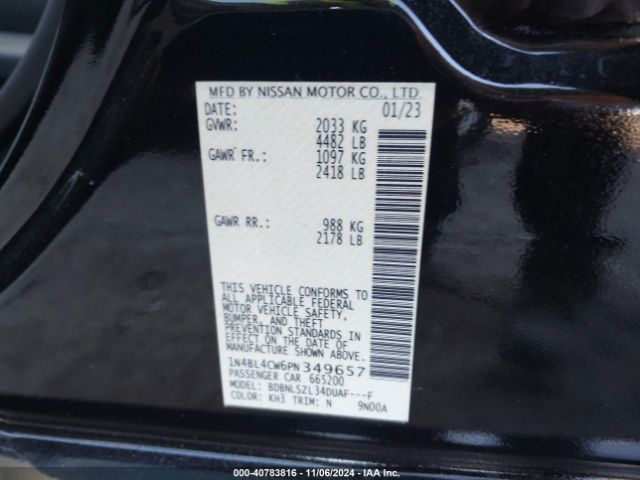 MFD BY NISSAN MOTOR CO., LTD.
DATE: 01/23
GVWR: 2033 KG
4482 LB
GAWR FR.: 1097 KG
2418 LB
GAWR RR.: 988 KG
2178 LB
THIS VEHICLE CONFORMS TO
ALL APPLICABLE FEDERAL
MOTOR VEHICLE SAFETY,
BUMPER, AND THEFT
PREVENTION STANDARDS IN
EFFECT ON THE DATE OF
MANUFACTURE SHOWN ABOVE.
1N4BL4CW6PN349657
PASSENGER CAR 665200
MODEL: BDBNLSZL34OUAF---F
COLOR: KH3 TRIM: N 9N00A
000-40783816 - 11/06/2024 - IAA Inc.